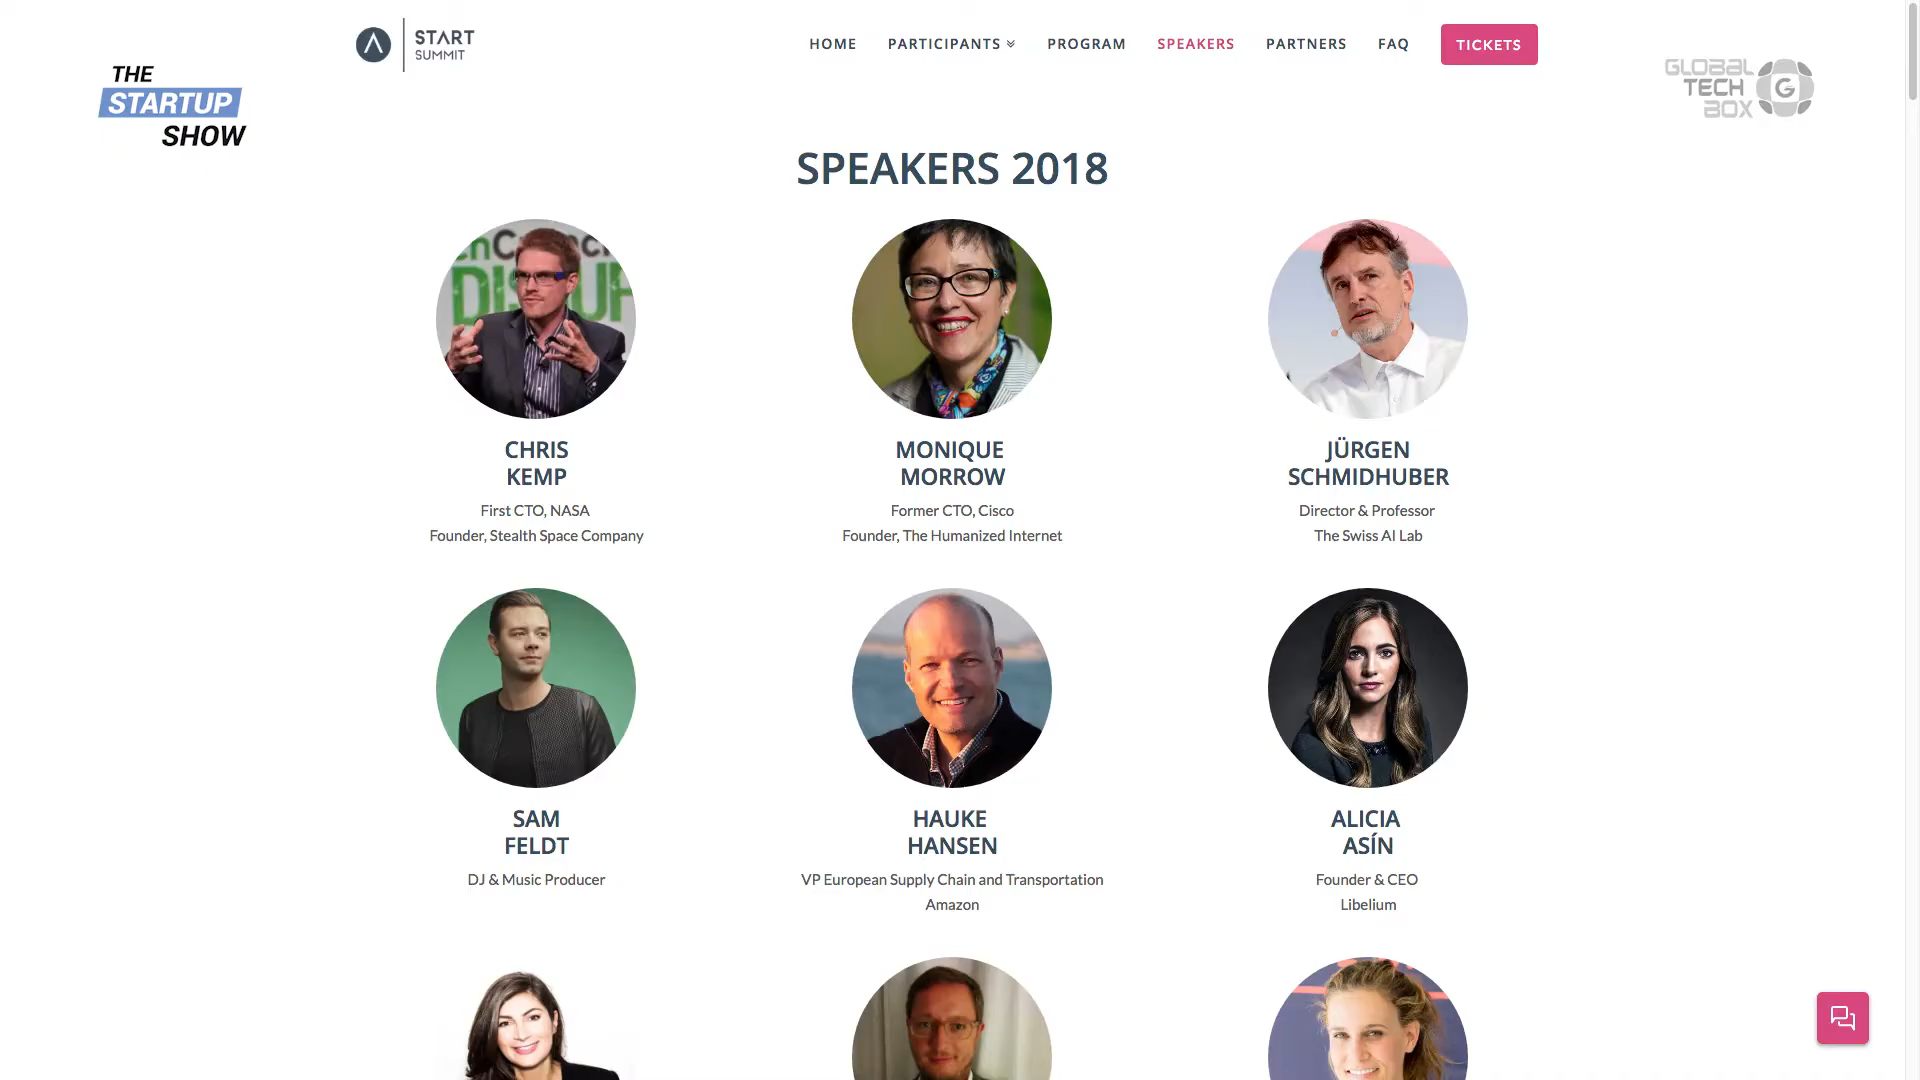 START
SUMMIT
HOME
PARTICIPANTS
PROGRAM
SPEAKERS
PARTNERS
FAQ
TICKETS
THE
STARTUP
SHOW
GLOBAL
TECH
BOX
G
SPEAKERS 2018
CHRIS
KEMP
First CTO, NASA
Founder, Stealth Space Company
MONIQUE
MORROW
Former CTO, Cisco
Founder, The Humanized Internet
JÜRGEN
SCHMIDHUBER
Director & Professor
The Swiss AI Lab
SAM
FELDT
DJ & Music Producer
HAUKE
HANSEN
VP European Supply Chain and Transportation
Amazon
ALICIA
ASÍN
Founder & CEO
Libelium